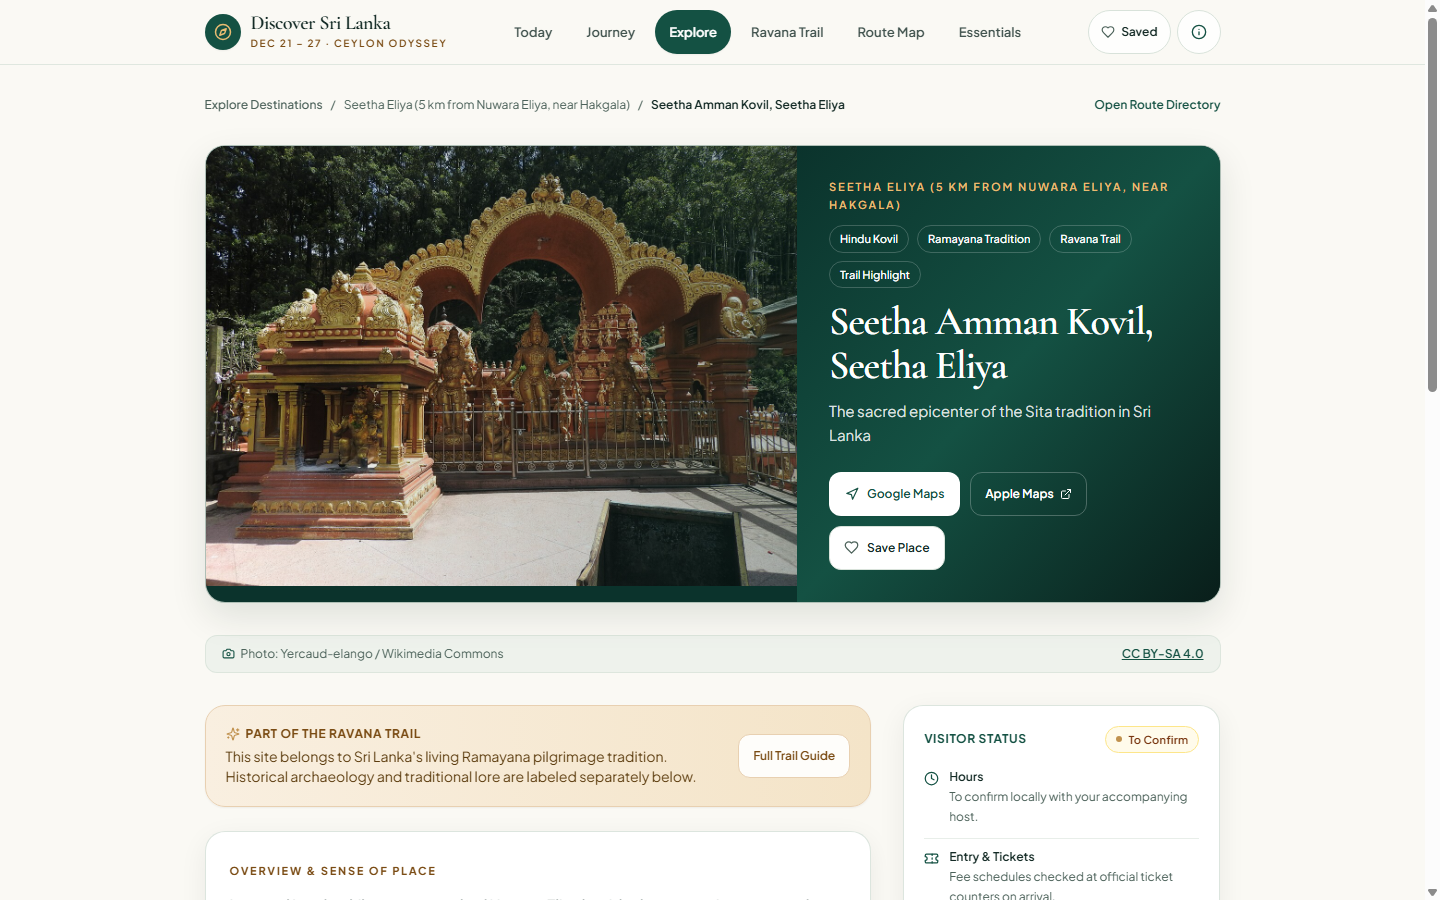 Discover Sri Lanka
DEC 21 – 27 · CEYLON ODYSSEY
Today
Journey
Explore
Ravana Trail
Route Map
Essentials
Saved
Explore Destinations / Seetha Eliya (5 km from Nuwara Eliya, near Hakgala) / Seetha Amman Kovil, Seetha Eliya
Open Route Directory
SEETHA ELIYA (5 KM FROM NUWARA ELIYA, NEAR
HAKGALA)
Hindu Kovil
Ramayana Tradition
Ravana Trail
Trail Highlight
Seetha Amman Kovil,
Seetha Eliya
The sacred epicenter of the Sita tradition in Sri
Lanka
Google Maps
Apple Maps
Save Place
Photo: Yercaud-elango / Wikimedia Commons
CC BY-SA 4.0
PART OF THE RAVANA TRAIL
This site belongs to Sri Lanka's living Ramayana pilgrimage tradition.
Historical archaeology and traditional lore are labeled separately below.
Full Trail Guide
OVERVIEW & SENSE OF PLACE
VISITOR STATUS
To Confirm
Hours
To confirm locally with your accompanying
host.
Entry & Tickets
Fee schedules checked at official ticket
counters on arrival.